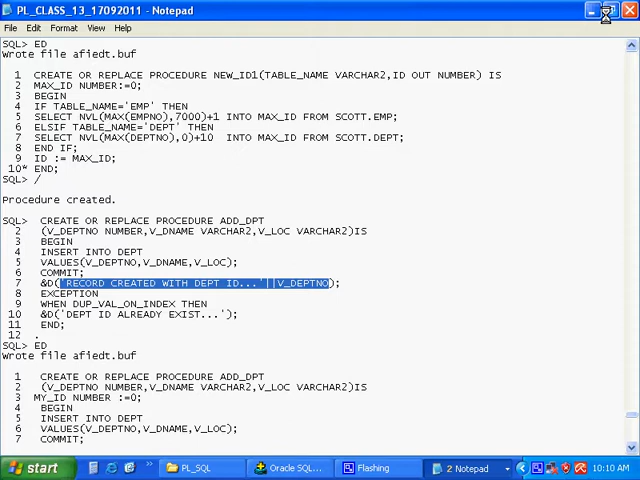 PL_CLASS_13_17092011 - Notepad
File Edit Format View Help
SQL> ED
Wrote file afiedt.buf
1 CREATE OR REPLACE PROCEDURE NEW_ID1(TABLE_NAME VARCHAR2,ID OUT NUMBER) IS
2 MAX_ID NUMBER:=0;
3 BEGIN
4 IF TABLE_NAME='EMP' THEN
5 SELECT NVL(MAX(EMPNO),7000)+1 INTO MAX_ID FROM SCOTT.EMP;
6 ELSIF TABLE_NAME='DEPT' THEN
7 SELECT NVL(MAX(DEPTNO),0)+10 INTO MAX_ID FROM SCOTT.DEPT;
8 END IF;
9 ID := MAX_ID;
10* END;
SQL> /
Procedure created.
SQL> CREATE OR REPLACE PROCEDURE ADD_DPT
2 (V_DEPTNO NUMBER,V_DNAME VARCHAR2,V_LOC VARCHAR2)IS
3 BEGIN
4 INSERT INTO DEPT
5 VALUES(V_DEPTNO,V_DNAME,V_LOC);
6 COMMIT;
7 &D('RECORD CREATED WITH DEPT ID...'||V_DEPTNO);
8 EXCEPTION
9 WHEN DUP_VAL_ON_INDEX THEN
10 &D('DEPT ID ALREADY EXIST...');
11 END;
12 .
SQL> ED
Wrote file afiedt.buf
1 CREATE OR REPLACE PROCEDURE ADD_DPT
2 (V_DEPTNO NUMBER,V_DNAME VARCHAR2,V_LOC VARCHAR2)IS
3 MY_ID NUMBER :=0;
4 BEGIN
5 INSERT INTO DEPT
6 VALUES(V_DEPTNO,V_DNAME,V_LOC);
7 COMMIT;
start PL_SQL Oracle SQL... Flashing 2 Notepad 10:10 AM